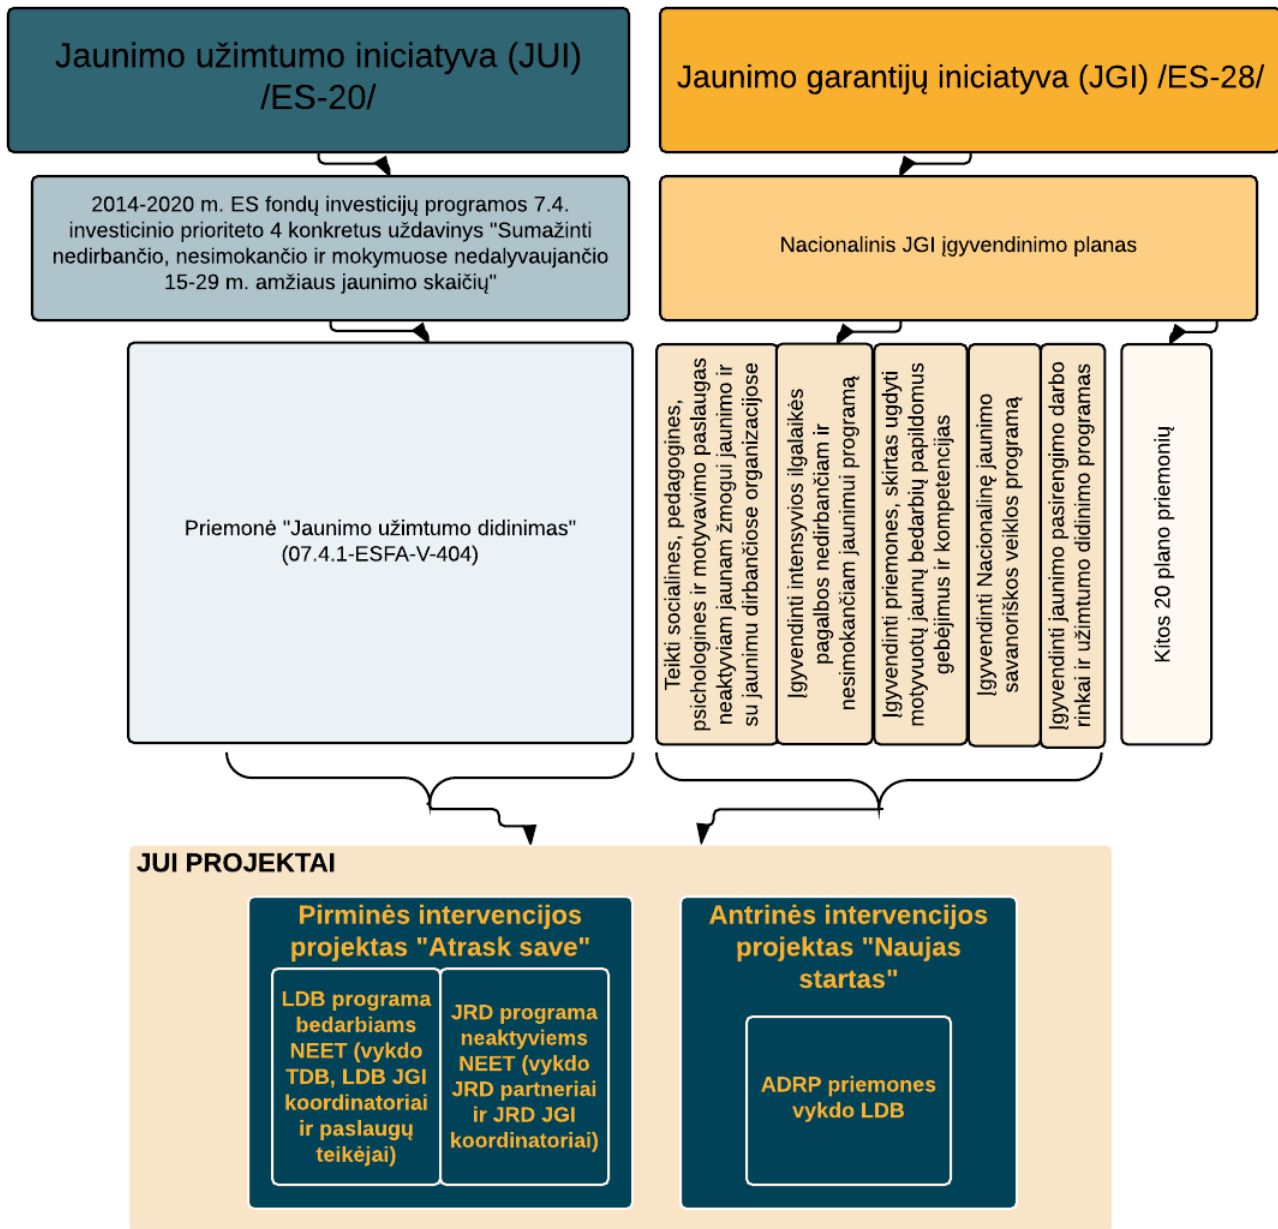 Jaunimo užimtumo iniciatyva (JUI)
/ES-20/
Jaunimo garantijų iniciatyva (JGI) /ES-28/
2014-2020 m. ES fondų investicijų programos 7.4.
investicinio prioriteto 4 konkretus uždavinys "Sumažinti
nedirbančio, nesimokančio ir mokymuose nedalyvaujančio
15-29 m. amžiaus jaunimo skaičių"
Nacionalinis JGI įgyvendinimo planas
Priemonė "Jaunimo užimtumo didinimas"
(07.4.1-ESFA-V-404)
Teikti socialines, pedagogines,
psichologines ir motyvavimo paslaugas
neaktyviam jaunam žmogui jaunimo ir
su jaunimu dirbančiose organizacijose
Įgyvendinti intensyvios ilgalaikės
pagalbos nedirbančiam ir
nesimokančiam jaunimui programą
Įgyvendinti priemones, skirtas ugdyti
motyvuotų jaunų bedarbių papildomus
gebėjimus ir kompetencijas
Įgyvendinti Nacionalinę jaunimo
savanoriškos veiklos programą
Įgyvendinti jaunimo pasirengimo darbo
rinkai ir užimtumo didinimo programas
Kitos 20 plano priemonių
JUI PROJEKTAI
Pirminės intervencijos
projektas "Atrask save"
LDB programa
bedarbiams
NEET (vykdo
TDB, LDB JGI
koordinatoriai
ir paslaugų
teikėjai)
JRD programa
neaktyviems
NEET (vykdo
JRD partneriai
ir JRD JGI
koordinatoriai)
Antrinės intervencijos
projektas "Naujas
startas"
ADRP priemones
vykdo LDB